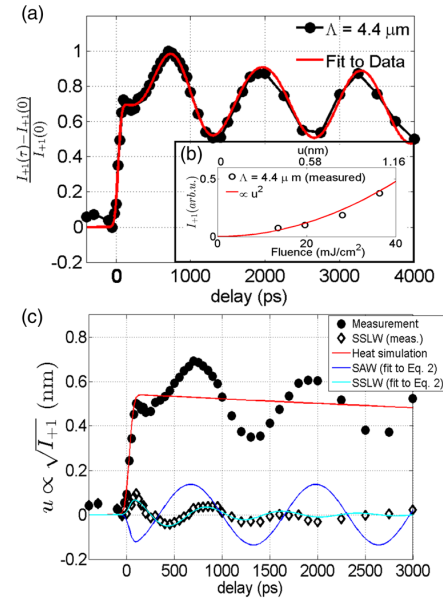 (a)
Λ = 4.4 μm
Fit to Data
I+1(τ)−I+1(0)
I+1(0)
1
0.8
0.6
0.4
0.2
0
-0.2
(b)
u(nm)
0 0.58 1.16
Λ = 4.4 μ m (measured)
∝ u²
I+1(arb.u.)
0.5
0
0 20 40
Fluence (mJ/cm²)
0 1000 2000 3000 4000
delay (ps)
(c)
Measurement
SSLW (meas.)
Heat simulation
SAW (fit to Eq. 2)
SSLW (fit to Eq. 2)
u ∝ √I+1 (nm)
0.8
0.6
0.4
0.2
0
-0.2
0 500 1000 1500 2000 2500 3000
delay (ps)